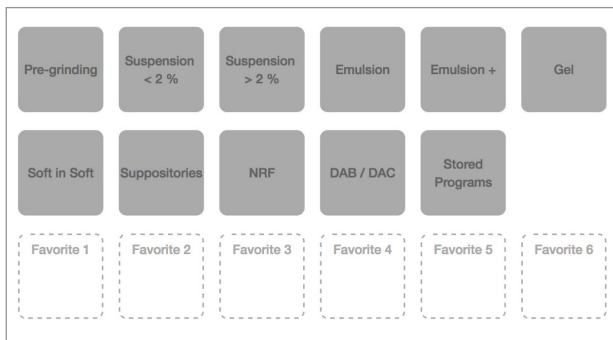 Pre-grinding
Suspension
< 2 %
Suspension
> 2 %
Emulsion
Emulsion +
Gel
Soft in Soft
Suppositories
NRF
DAB / DAC
Stored
Programs
Favorite 1
Favorite 2
Favorite 3
Favorite 4
Favorite 5
Favorite 6